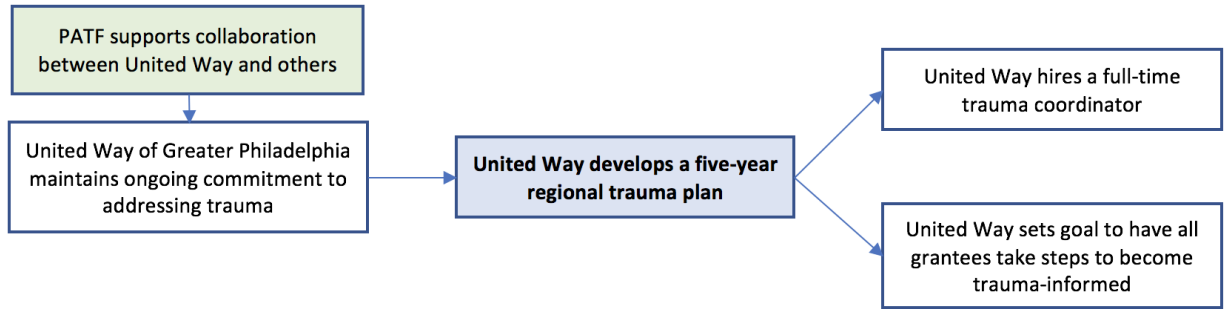 PATF supports collaboration
between United Way and others
United Way of Greater Philadelphia
maintains ongoing commitment to
addressing trauma
United Way develops a five-year
regional trauma plan
United Way hires a full-time
trauma coordinator
United Way sets goal to have all
grantees take steps to become
trauma-informed